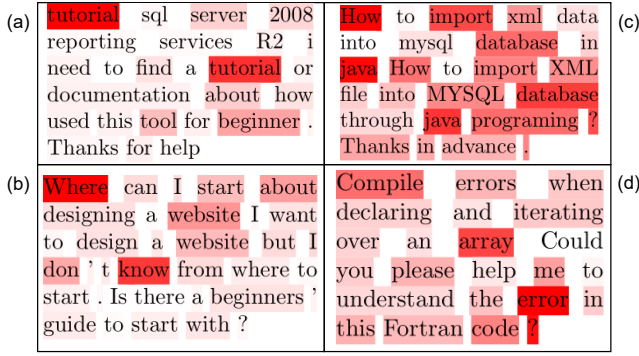 (a)
tutorial sql server 2008
reporting services R2 i
need to find a tutorial or
documentation about how
used this tool for beginner .
Thanks for help
(b)
Where can I start about
designing a website I want
to design a website but I
don ' t know from where to
start . Is there a beginners '
guide to start with ?
(c)
How to import xml data
into mysql database in
java How to import XML
file into MYSQL database
through java programing ?
Thanks in advance .
(d)
Compile errors when
declaring and iterating
over an array Could
you please help me to
understand the error in
this Fortran code ?